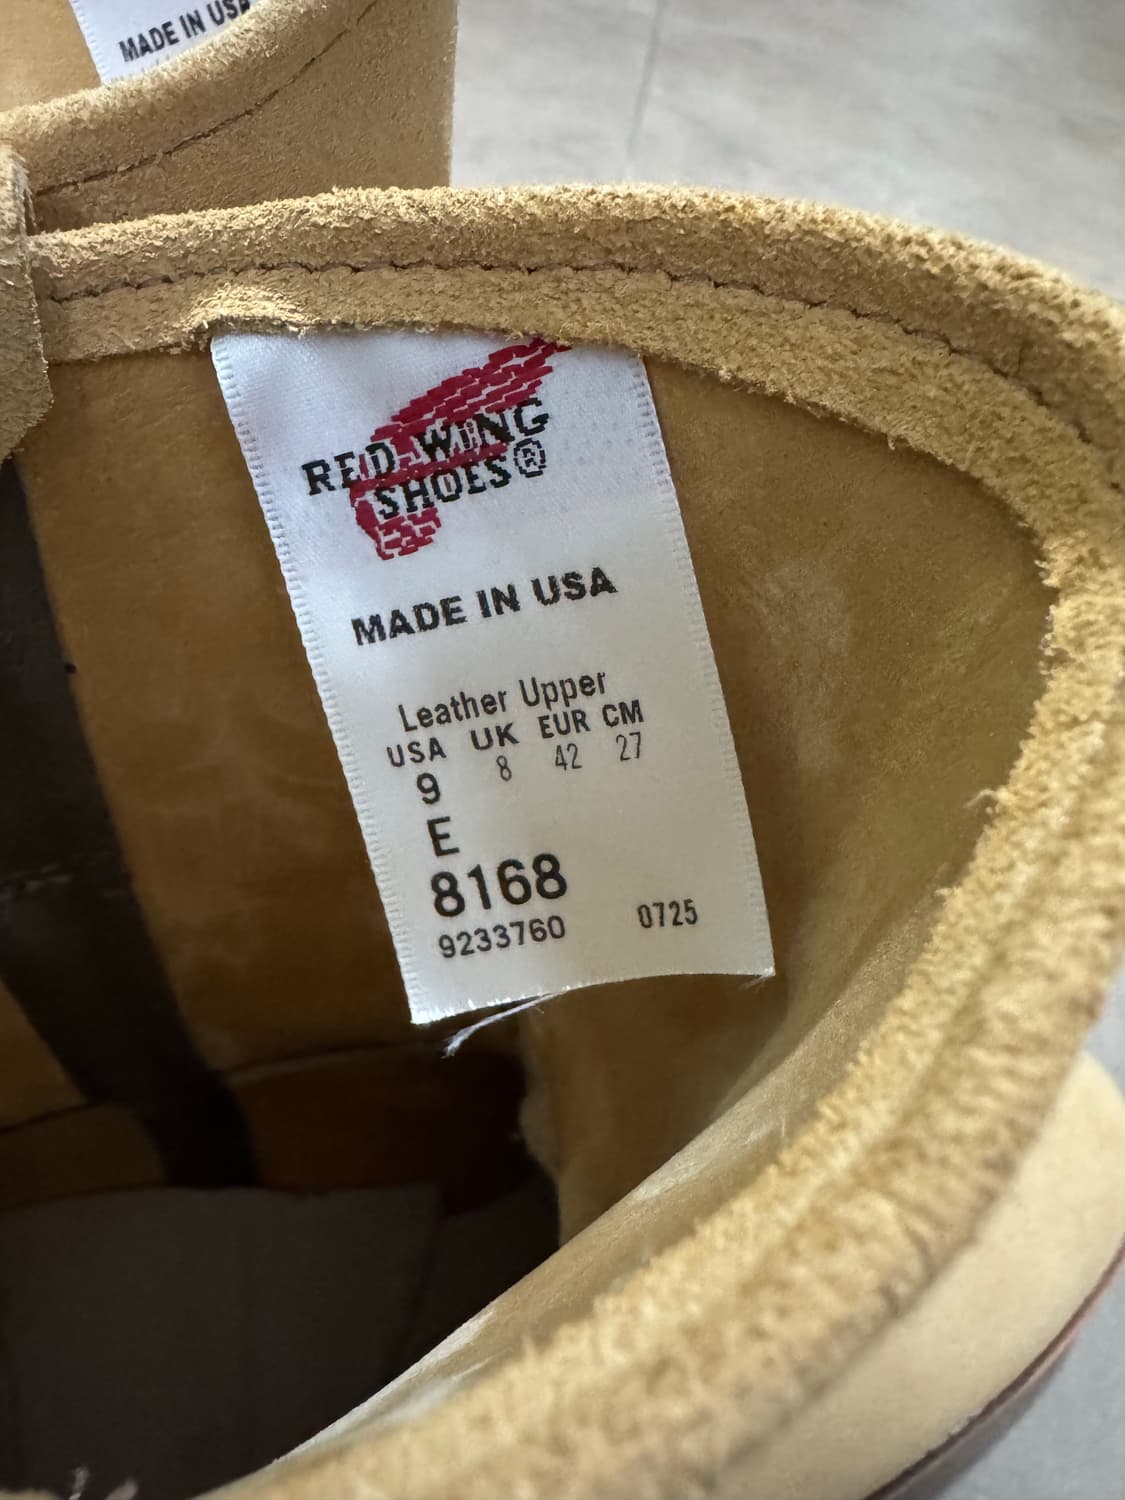 MADE IN USA
RED WING
SHOES®
MADE IN USA
Leather Upper
USA UK EUR CM
9 8 42 27
E
8168
9233760 0725